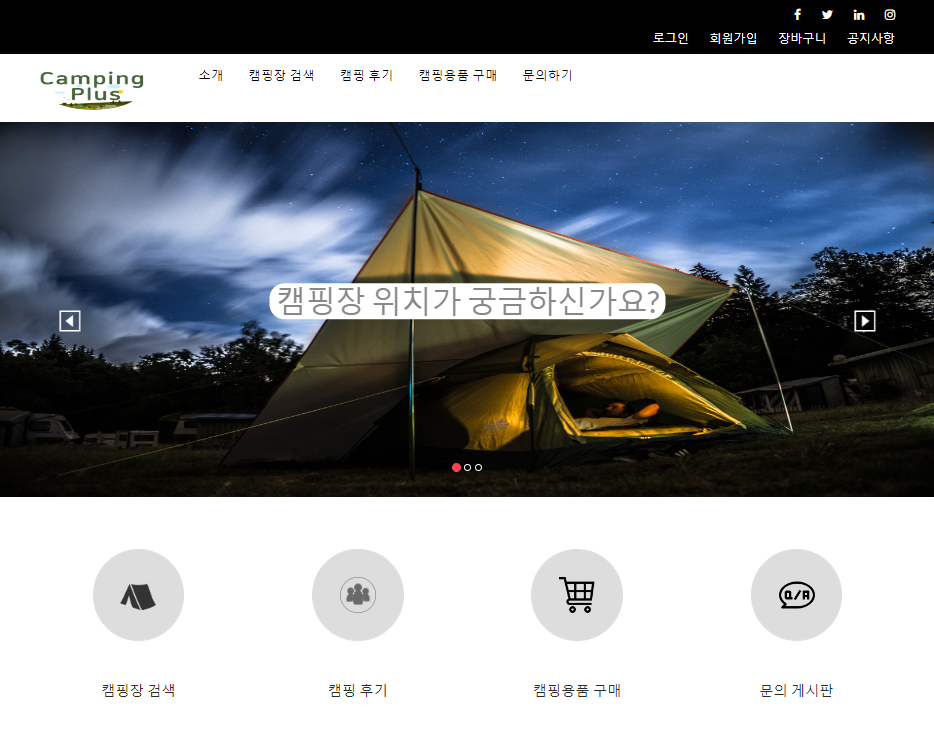 로그인 회원가입 장바구니 공지사항
Camping
Plus
소개 캠핑장 검색 캠핑 후기 캠핑용품 구매 문의하기
캠핑장 위치가 궁금하신가요?
Q/A
캠핑장 검색 캠핑 후기 캠핑용품 구매 문의 게시판